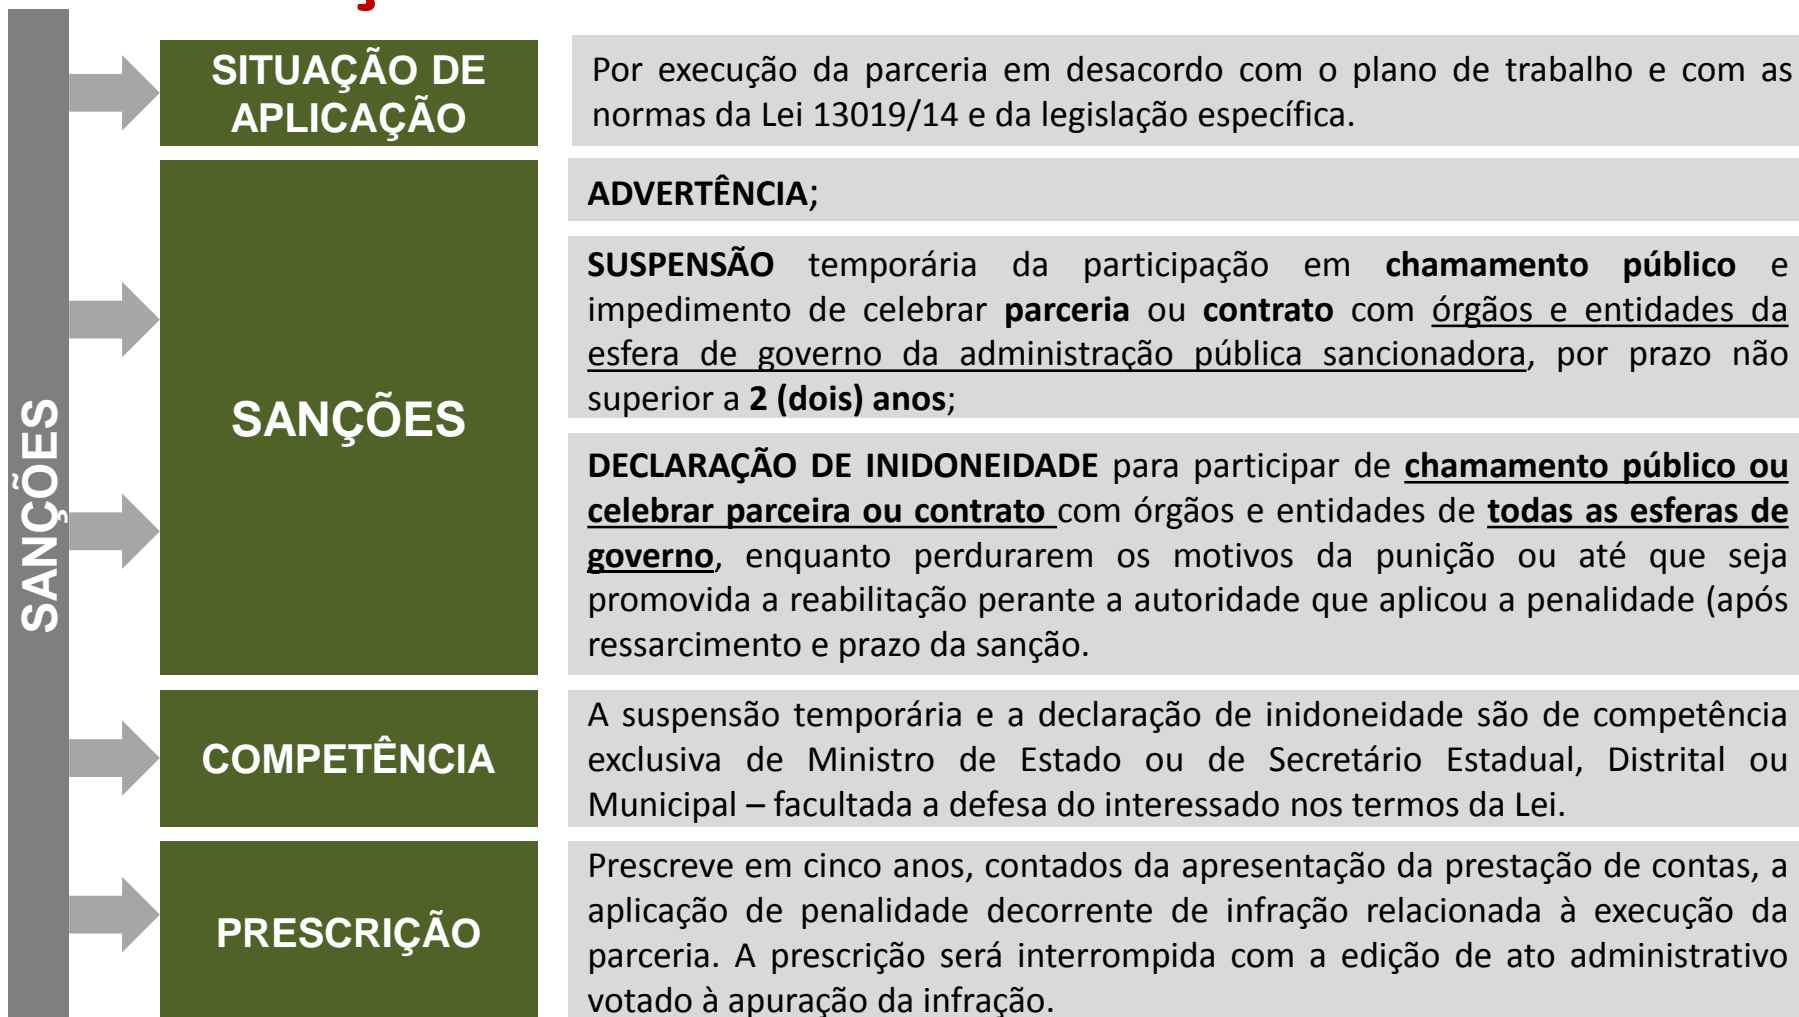 SANÇÕES
SITUAÇÃO DE
APLICAÇÃO
Por execução da parceria em desacordo com o plano de trabalho e com as
normas da Lei 13019/14 e da legislação específica.
SANÇÕES
ADVERTÊNCIA;
SUSPENSÃO temporária da participação em chamamento público e
impedimento de celebrar parceria ou contrato com órgãos e entidades da
esfera de governo da administração pública sancionadora, por prazo não
superior a 2 (dois) anos;
DECLARAÇÃO DE INIDONEIDADE para participar de chamamento público ou
celebrar parceira ou contrato com órgãos e entidades de todas as esferas de
governo, enquanto perdurarem os motivos da punição ou até que seja
promovida a reabilitação perante a autoridade que aplicou a penalidade (após
ressarcimento e prazo da sanção.
COMPETÊNCIA
A suspensão temporária e a declaração de inidoneidade são de competência
exclusiva de Ministro de Estado ou de Secretário Estadual, Distrital ou
Municipal – facultada a defesa do interessado nos termos da Lei.
PRESCRIÇÃO
Prescreve em cinco anos, contados da apresentação da prestação de contas, a
aplicação de penalidade decorrente de infração relacionada à execução da
parceria. A prescrição será interrompida com a edição de ato administrativo
votado à apuração da infração.